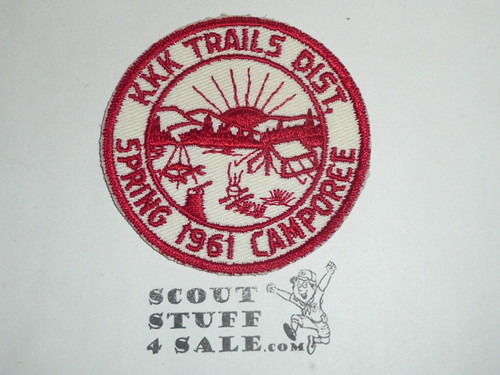 KKK TRAILS DIST.
SPRING 1961 CAMPOREE
SCOUT
STUFF
4 SALE.com